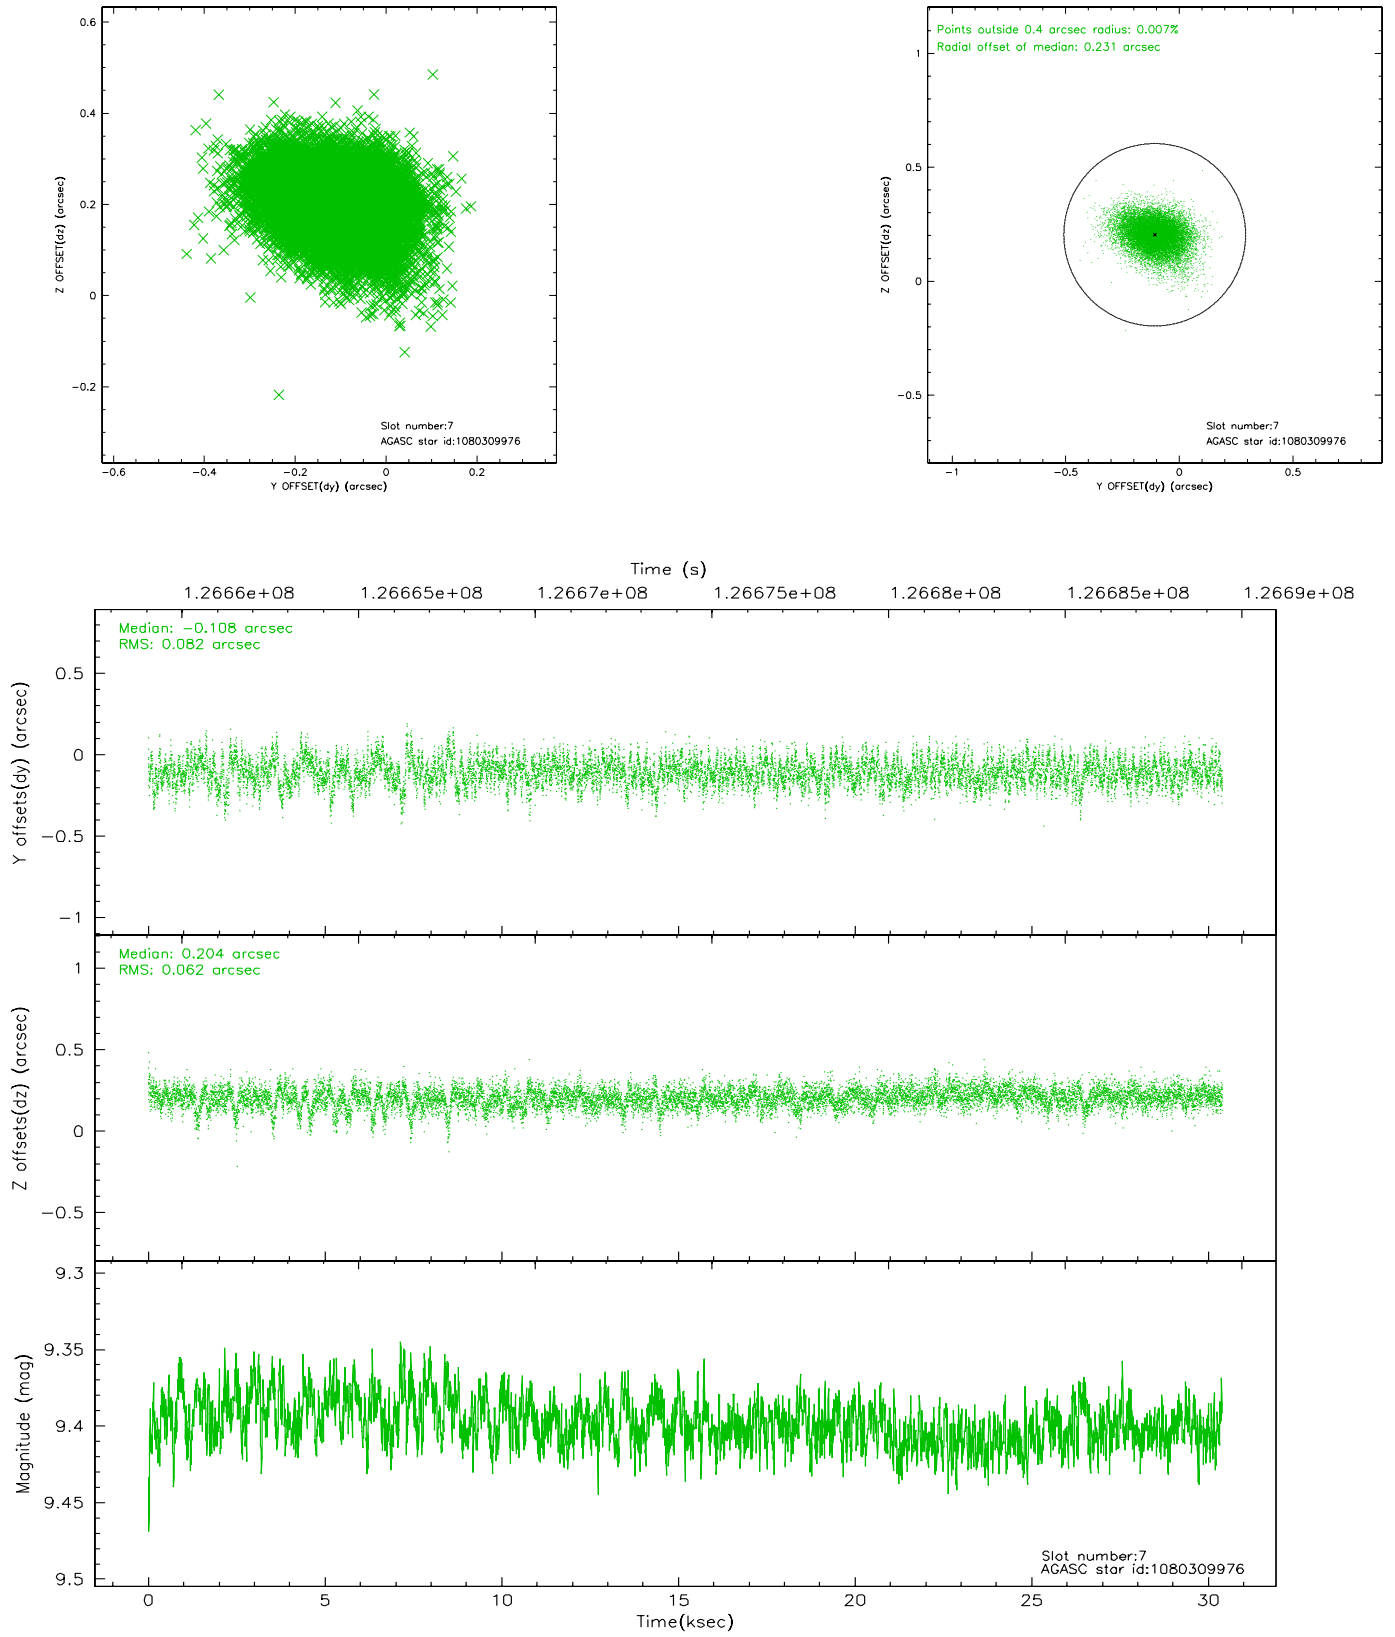 0.6
0.4
0.2
0
−0.2
Z OFFSET(dz) (arcsec)
Slot number:7
AGASC star id:1080309976
−0.6 −0.4 −0.2 0 0.2
Y OFFSET(dy) (arcsec)
Points outside 0.4 arcsec radius: 0.007%
Radial offset of median: 0.231 arcsec
1
0.5
0
−0.5
Z OFFSET(dz) (arcsec)
Slot number:7
AGASC star id:1080309976
−1 −0.5 0 0.5
Y OFFSET(dy) (arcsec)
Time (s)
1.2666e+08 1.26665e+08 1.2667e+08 1.26675e+08 1.2668e+08 1.26685e+08 1.2669e+08
Median: −0.108 arcsec
RMS: 0.082 arcsec
0.5
0
−0.5
−1
Y offsets(dy) (arcsec)
Median: 0.204 arcsec
RMS: 0.062 arcsec
1
0.5
0
−0.5
Z offsets(dz) (arcsec)
9.3
9.35
9.4
9.45
9.5
Magnitude (mag)
Slot number:7
AGASC star id:1080309976
0 5 10 15 20 25 30
Time(ksec)